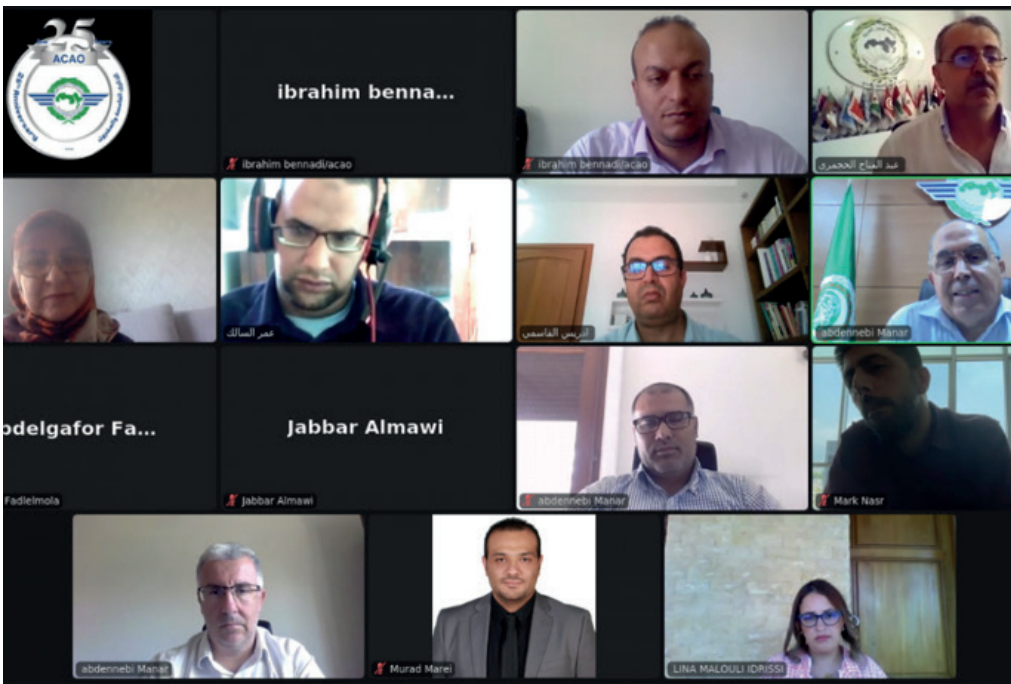 25
ACAO
ibrahim benna...
ibrahim bennadi/acao
ibrahim bennadi/acao
عبد الفتاح الحجمري
عمر السالك
ادريس القاسمي
abdennebi Manar
bdelgafor Fa...
Fadlelmola
Jabbar Almawi
Jabbar Almawi
abdennebi Manar
Mark Nasr
abdennebi Manar
Murad Marei
LINA MALOULI IDRISSI